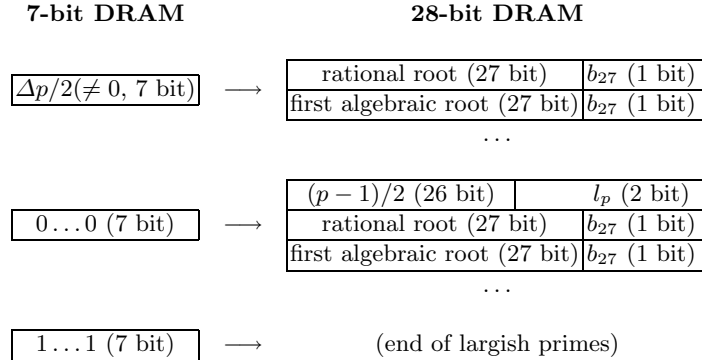 7-bit DRAM 28-bit DRAM
Δp/2(≠ 0, 7 bit) → rational root (27 bit) b27 (1 bit)
first algebraic root (27 bit) b27 (1 bit)
...
(p − 1)/2 (26 bit) lp (2 bit)
0...0 (7 bit) → rational root (27 bit) b27 (1 bit)
first algebraic root (27 bit) b27 (1 bit)
...
1...1 (7 bit) → (end of largish primes)